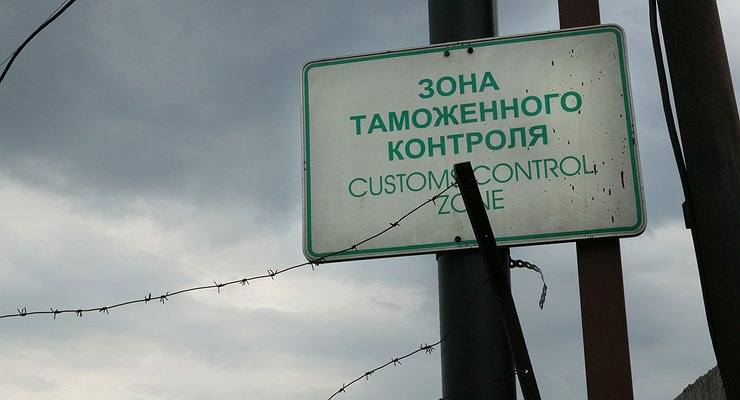 ЗОНА
ТАМОЖЕННОГО
КОНТРОЛЯ
CUSTOMS CONTROL
ZONE